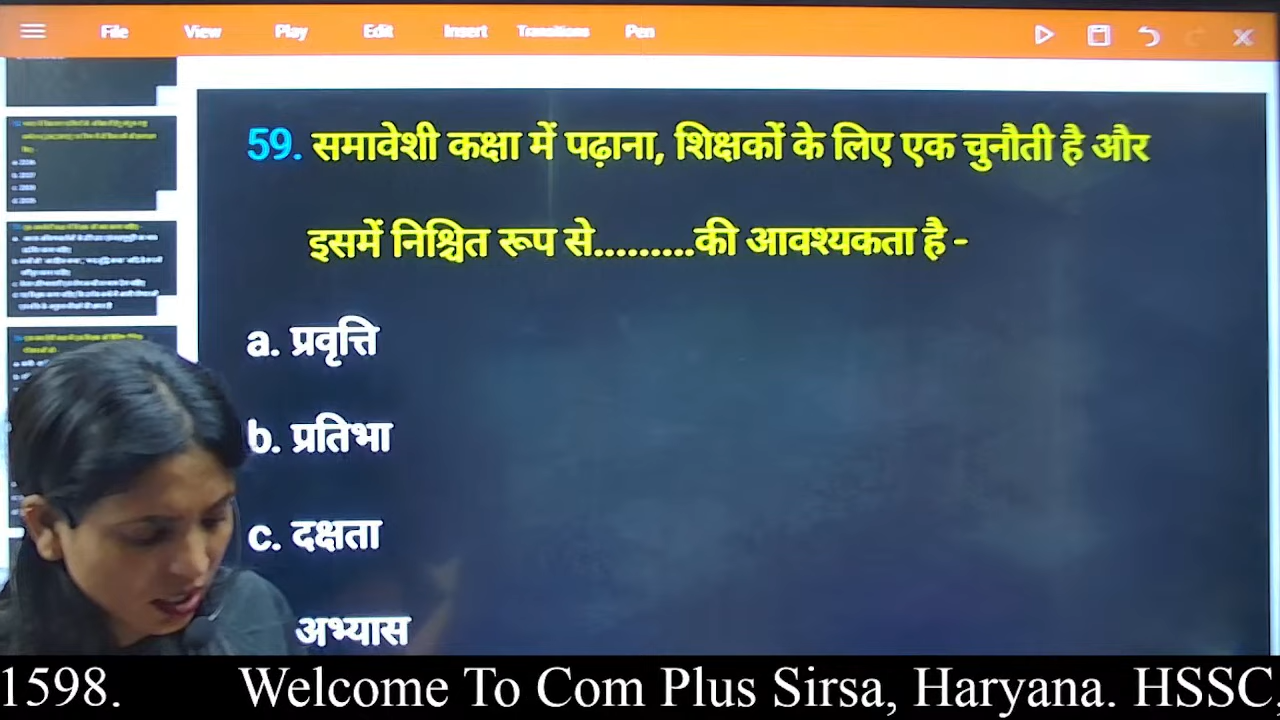 File View Play Edit Insert Transitions Pen
59. समावेशी कक्षा में पढ़ाना, शिक्षकों के लिए एक चुनौती है और
इसमें निश्चित रूप से.........की आवश्यकता है -
a. प्रवृत्ति
b. प्रतिभा
c. दक्षता
अभ्यास
1598. Welcome To Com Plus Sirsa, Haryana. HSSC,